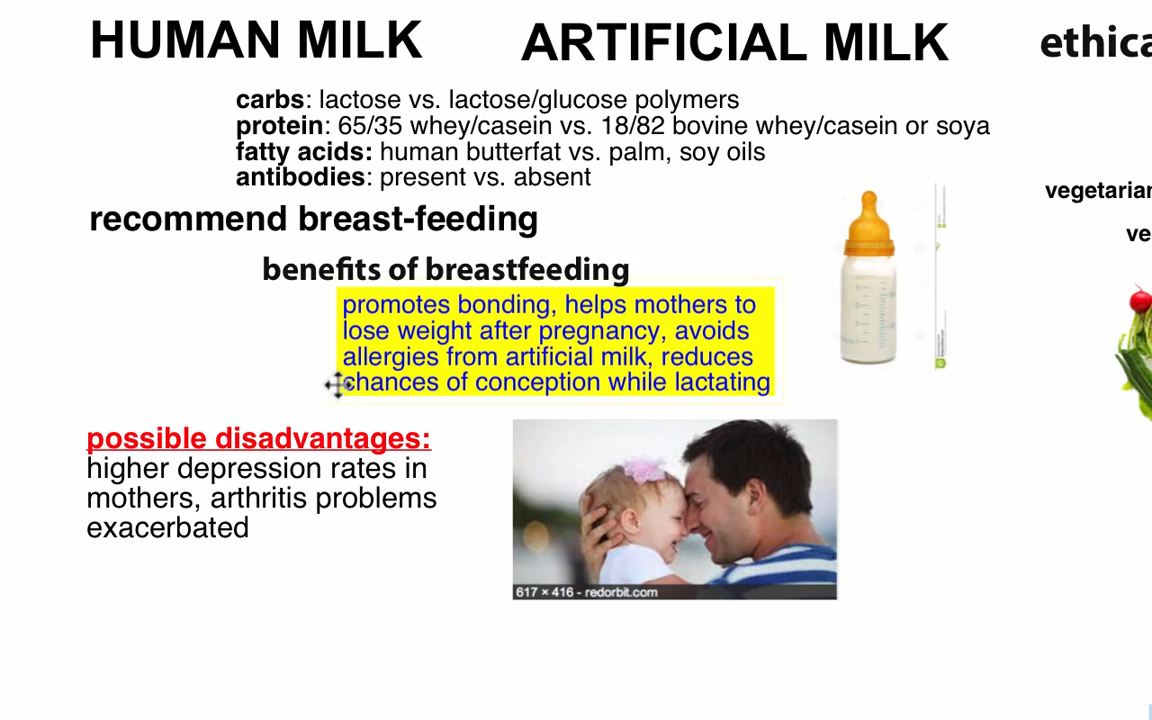 HUMAN MILK
ARTIFICIAL MILK
carbs: lactose vs. lactose/glucose polymers
protein: 65/35 whey/casein vs. 18/82 bovine whey/casein or soya
fatty acids: human butterfat vs. palm, soy oils
antibodies: present vs. absent
recommend breast-feeding
benefits of breastfeeding
promotes bonding, helps mothers to
lose weight after pregnancy, avoids
allergies from artificial milk, reduces
chances of conception while lactating
possible disadvantages:
higher depression rates in
mothers, arthritis problems
exacerbated
617 × 416 - redorbit.com
ethica
vegetarian
ve